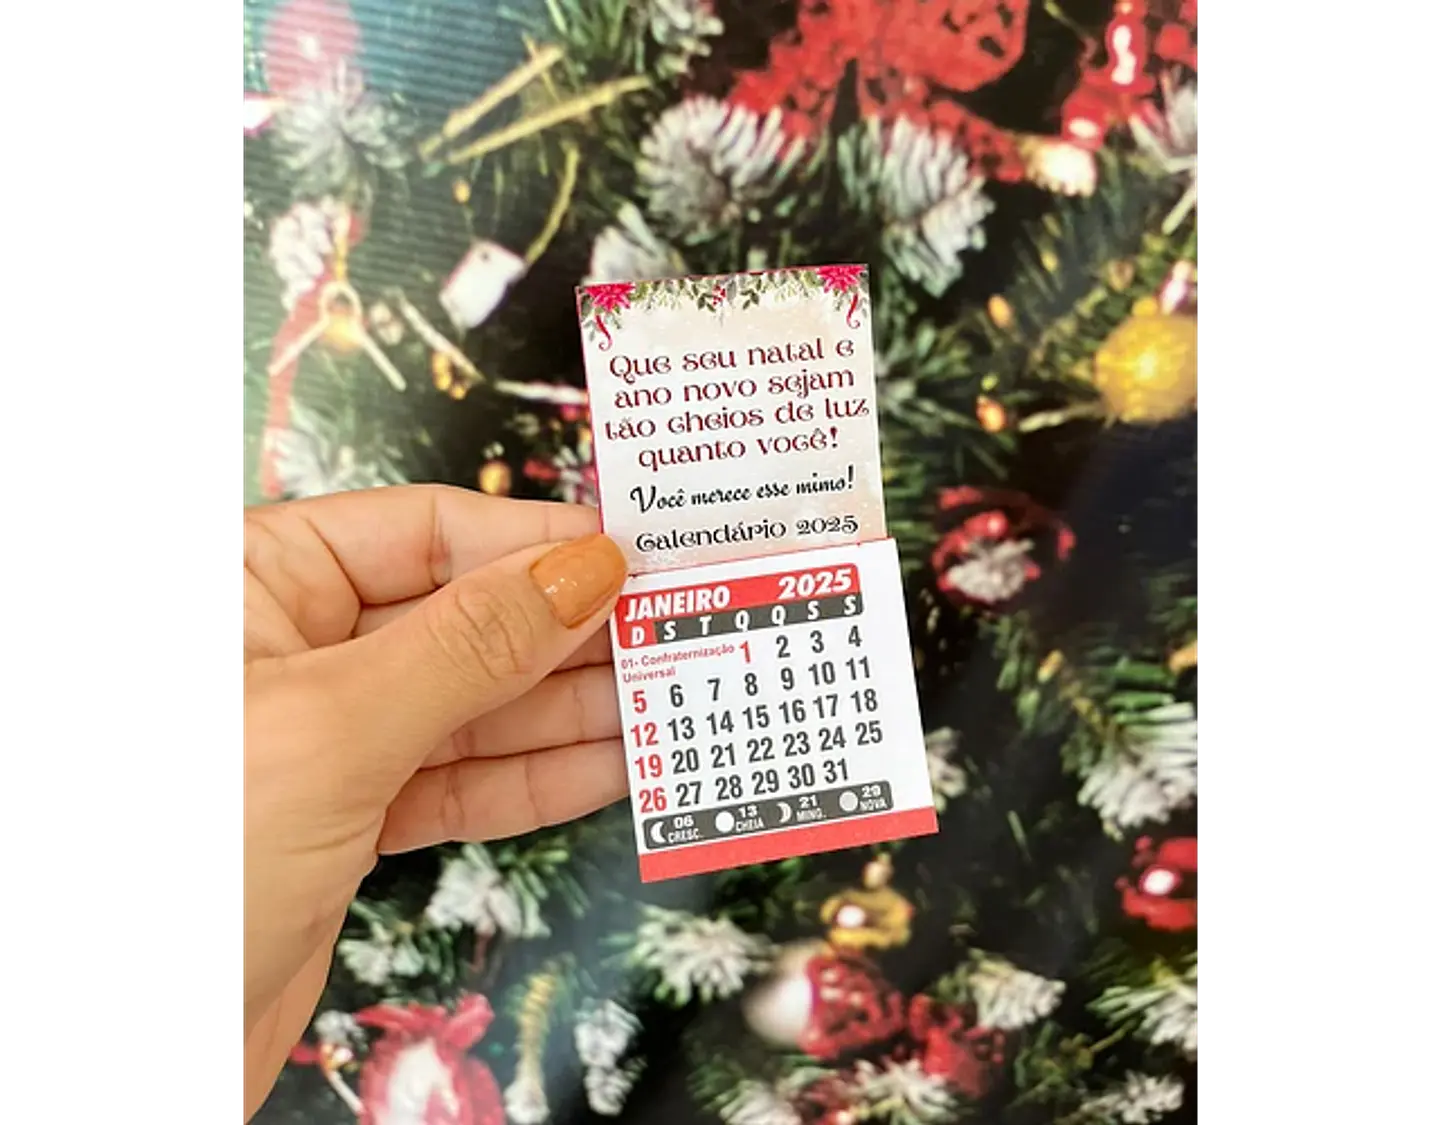 Que seu natal e
ano novo sejam
tão cheios de luz
quanto você!
Você merece esse mimo!
Calendário 2025
JANEIRO 2025
D S T Q Q S S
01- Confraternização
Universal
1 2 3 4
5 6 7 8 9 10 11
12 13 14 15 16 17 18
19 20 21 22 23 24 25
26 27 28 29 30 31
06 13 21 29
CRESC. CHEIA MING. NOVA